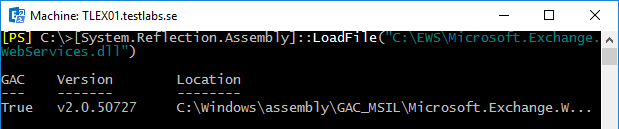 Machine: TLEX01.testlabs.se
[PS] C:\>[System.Reflection.Assembly]::LoadFile("C:\EWS\Microsoft.Exchange.
WebServices.dll")
GAC    Version        Location
---    -------        --------
True   v2.0.50727     C:\Windows\assembly\GAC_MSIL\Microsoft.Exchange.W...